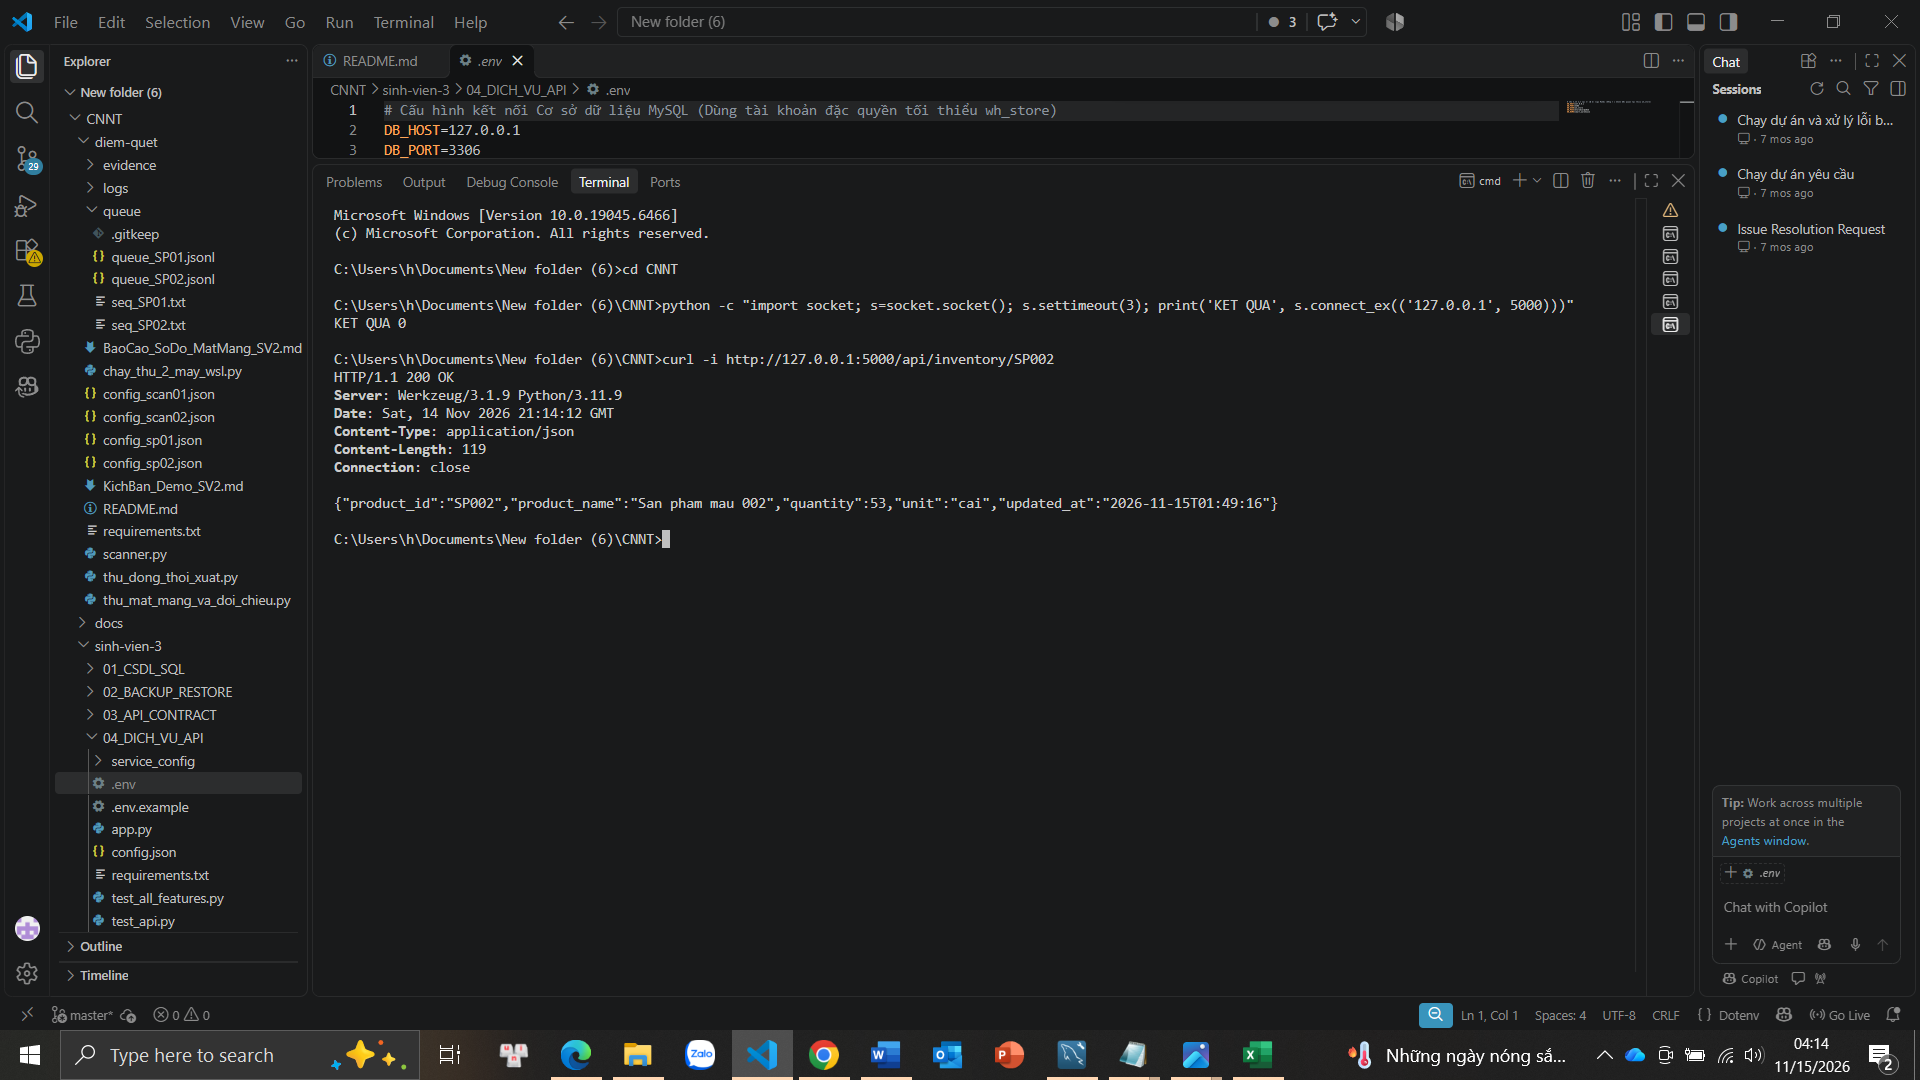 File Edit Selection View Go Run Terminal Help
New folder (6)
3
Explorer
New folder (6)
CNNT
diem-quet
evidence
logs
queue
.gitkeep
queue_SP01.jsonl
queue_SP02.jsonl
seq_SP01.txt
seq_SP02.txt
BaoCao_SoDo_MatMang_SV2.md
chay_thu_2_may_wsl.py
config_scan01.json
config_scan02.json
config_sp01.json
config_sp02.json
KichBan_Demo_SV2.md
README.md
requirements.txt
scanner.py
thu_dong_thoi_xuat.py
thu_mat_mang_va_doi_chieu.py
docs
sinh-vien-3
01_CSDL_SQL
02_BACKUP_RESTORE
03_API_CONTRACT
04_DICH_VU_API
service_config
.env
.env.example
app.py
config.json
requirements.txt
test_all_features.py
test_api.py
Outline
Timeline
29
README.md
.env
CNNT > sinh-vien-3 > 04_DICH_VU_API > .env
1 # Cấu hình kết nối Cơ sở dữ liệu MySQL (Dùng tài khoản đặc quyền tối thiểu wh_store)
2 DB_HOST=127.0.0.1
3 DB_PORT=3306
Problems Output Debug Console Terminal Ports
cmd
Microsoft Windows [Version 10.0.19045.6466]
(c) Microsoft Corporation. All rights reserved.
C:\Users\h\Documents\New folder (6)>cd CNNT
C:\Users\h\Documents\New folder (6)\CNNT>python -c "import socket; s=socket.socket(); s.settimeout(3); print('KET QUA', s.connect_ex(('127.0.0.1', 5000)))"
KET QUA 0
C:\Users\h\Documents\New folder (6)\CNNT>curl -i http://127.0.0.1:5000/api/inventory/SP002
HTTP/1.1 200 OK
Server: Werkzeug/3.1.9 Python/3.11.9
Date: Sat, 14 Nov 2026 21:14:12 GMT
Content-Type: application/json
Content-Length: 119
Connection: close
{"product_id":"SP002","product_name":"San pham mau 002","quantity":53,"unit":"cai","updated_at":"2026-11-15T01:49:16"}
C:\Users\h\Documents\New folder (6)\CNNT>
Chat
Sessions
Chạy dự án và xử lý lỗi b...
· 7 mos ago
Chạy dự án yêu cầu
· 7 mos ago
Issue Resolution Request
· 7 mos ago
Tip: Work across multiple
projects at once in the
Agents window.
.env
Chat with Copilot
Agent
Copilot
master*
0 0
Ln 1, Col 1 Spaces: 4 UTF-8 CRLF { } Dotenv Go Live
Type here to search
Zalo
Những ngày nóng sắ...
04:14
11/15/2026
2